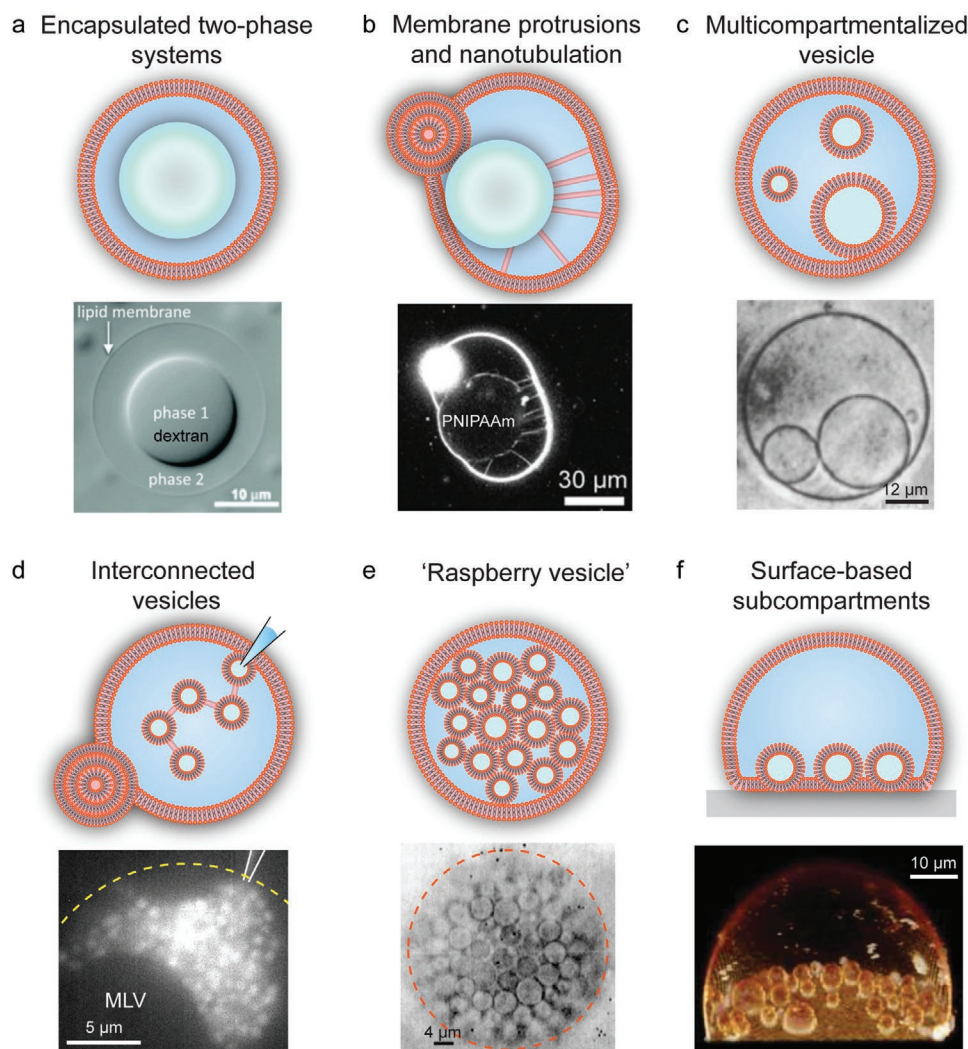 a Encapsulated two-phase
systems
b Membrane protrusions
and nanotubulation
c Multicompartmentalized
vesicle
lipid membrane
phase 1
dextran
phase 2
10 µm
PNIPAAm
30 µm
12 µm
d Interconnected
vesicles
e ‘Raspberry vesicle’
f Surface-based
subcompartments
MLV
5 µm
4 µm
10 µm